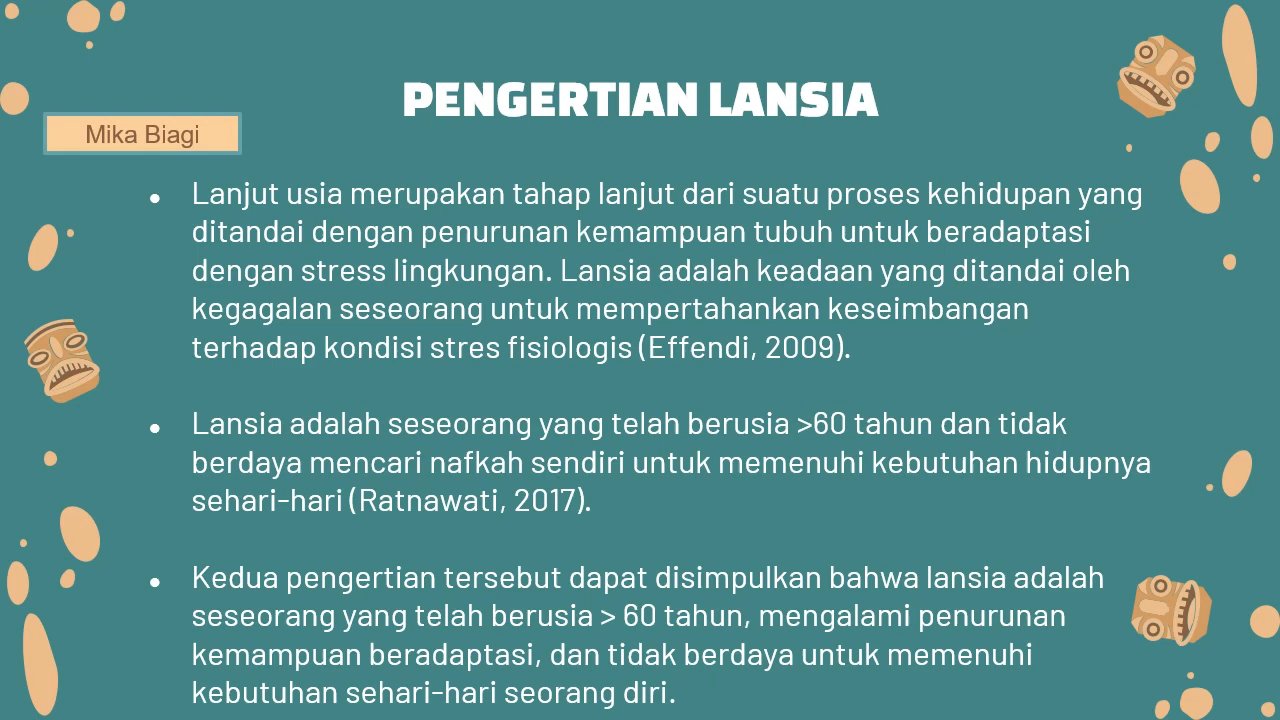 PENGERTIAN LANSIA
Mika Biagi
• Lanjut usia merupakan tahap lanjut dari suatu proses kehidupan yang
ditandai dengan penurunan kemampuan tubuh untuk beradaptasi
dengan stress lingkungan. Lansia adalah keadaan yang ditandai oleh
kegagalan seseorang untuk mempertahankan keseimbangan
terhadap kondisi stres fisiologis (Effendi, 2009).
• Lansia adalah seseorang yang telah berusia >60 tahun dan tidak
berdaya mencari nafkah sendiri untuk memenuhi kebutuhan hidupnya
sehari-hari (Ratnawati, 2017).
• Kedua pengertian tersebut dapat disimpulkan bahwa lansia adalah
seseorang yang telah berusia > 60 tahun, mengalami penurunan
kemampuan beradaptasi, dan tidak berdaya untuk memenuhi
kebutuhan sehari-hari seorang diri.